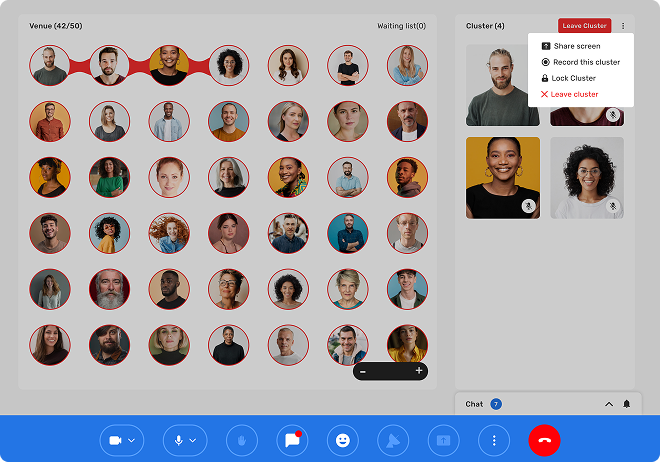 Venue (42/50)
Waiting list(0)
Cluster (4)
Leave Cluster
Share screen
Record this cluster
Lock Cluster
Leave cluster
Chat
7